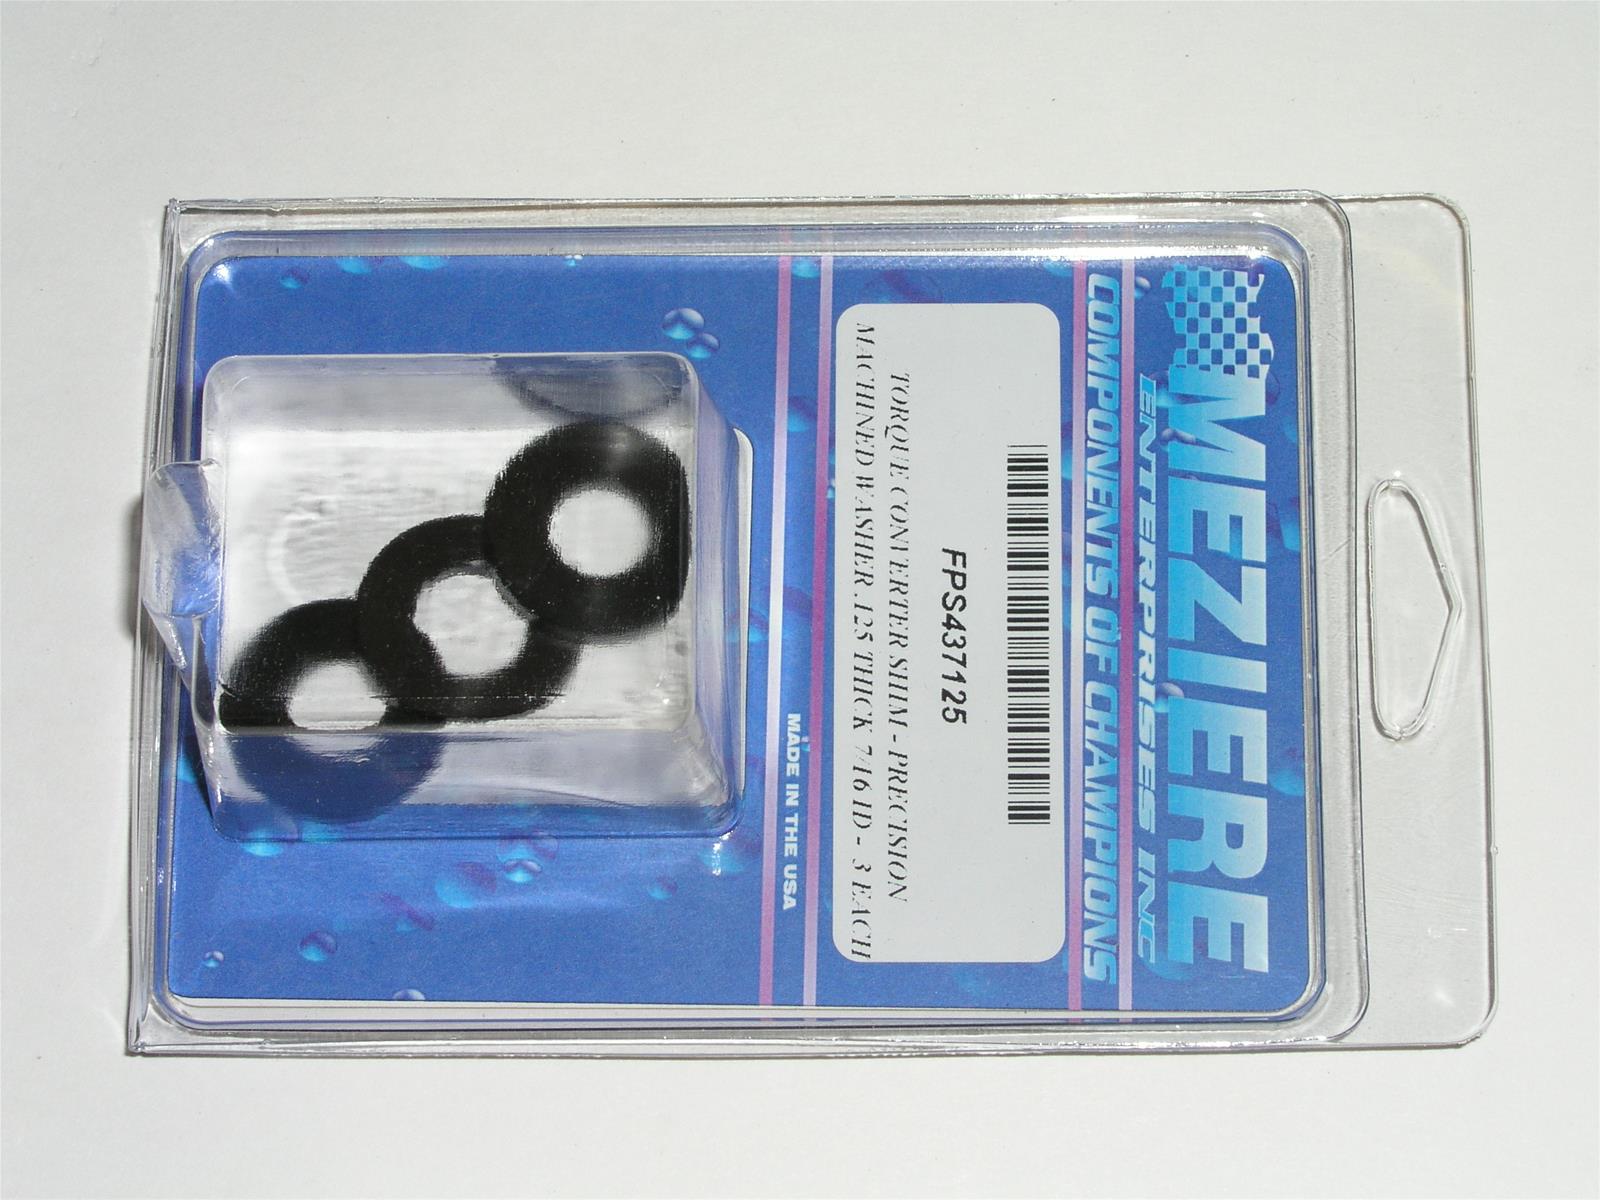 MEZIERE
ENTERPRISES INC
COMPONENTS OF CHAMPIONS
FPS437125
TORQUE CONVERTER SHIM - PRECISION
MACHINED WASHER .125 THICK 7/16 ID - 3 EACH
MADE IN THE USA